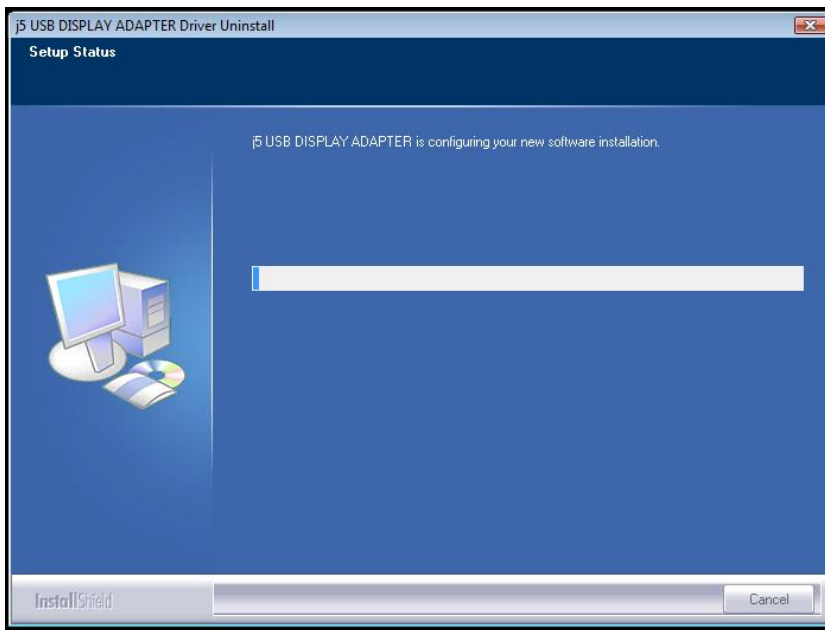 j5 USB DISPLAY ADAPTER Driver Uninstall
Setup Status
j5 USB DISPLAY ADAPTER is configuring your new software installation.
InstallShield
Cancel